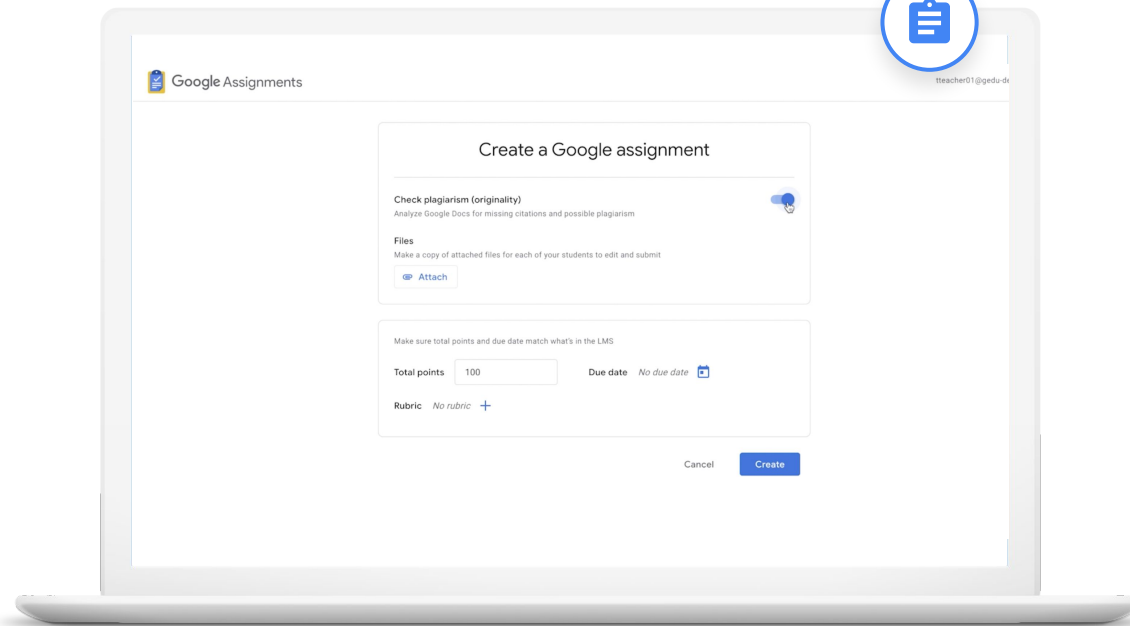 Google Assignments
tteacher01@gedu-de
Create a Google assignment
Check plagiarism (originality)
Analyze Google Docs for missing citations and possible plagiarism
Files
Make a copy of attached files for each of your students to edit and submit
Attach
Make sure total points and due date match what's in the LMS
Total points 100 Due date No due date
Rubric No rubric
Cancel Create